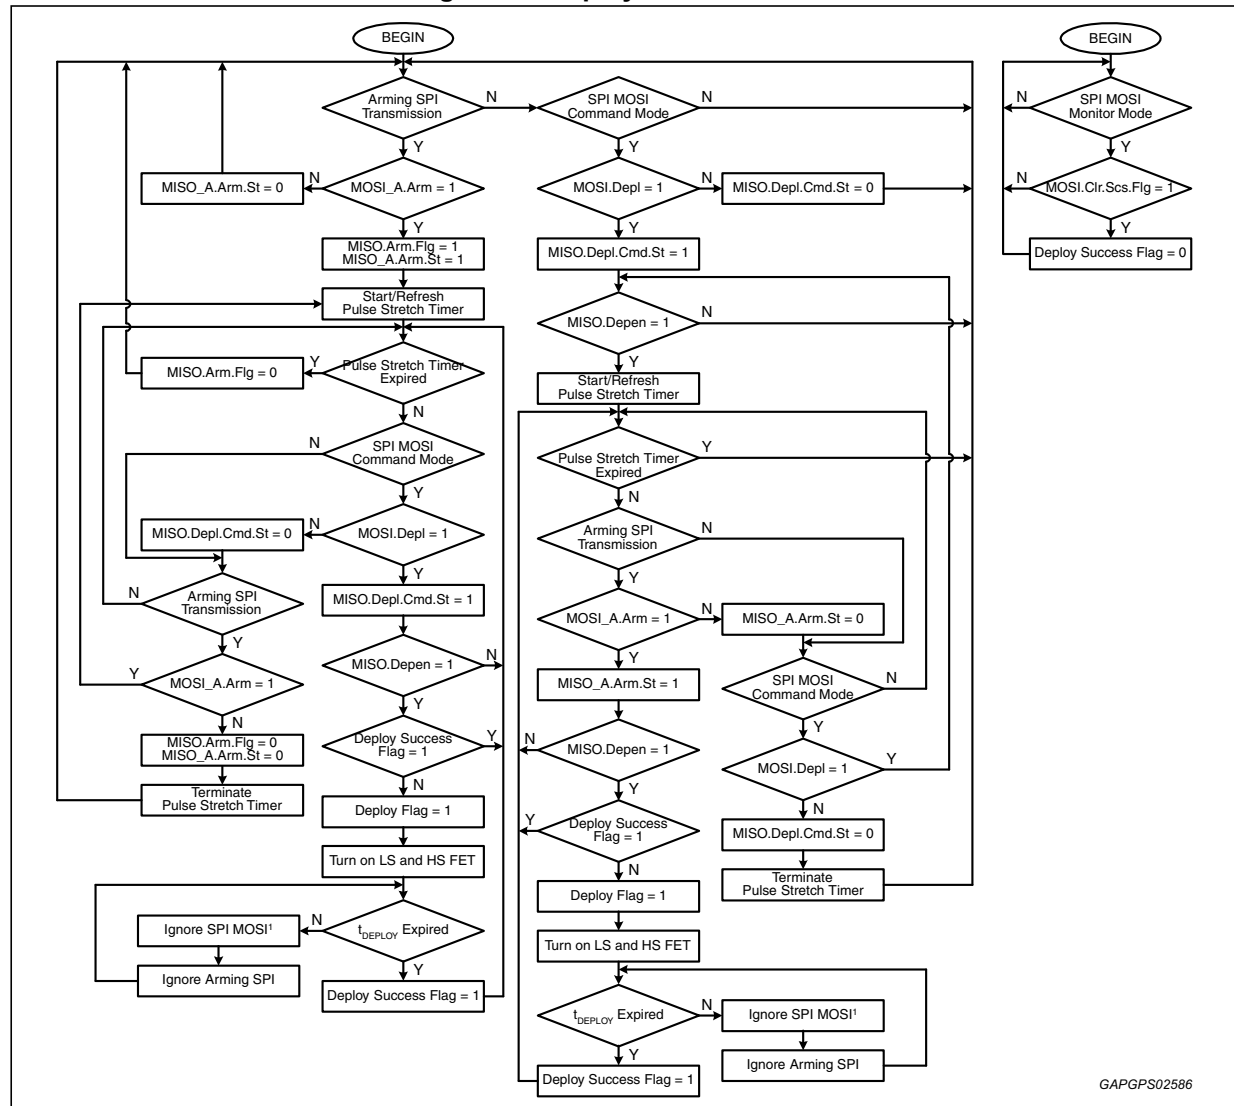 BEGIN
Arming SPI
Transmission
N
SPI MOSI
Command Mode
N
Y
Y
MISO_A.Arm.St = 0
N
MOSI_A.Arm = 1
MOSI.Depl = 1
N
MISO.Depl.Cmd.St = 0
Y
Y
MISO.Arm.Flg = 1
MISO_A.Arm.St = 1
MISO.Depl.Cmd.St = 1
Start/Refresh
Pulse Stretch Timer
MISO.Depen = 1
N
Y
MISO.Arm.Flg = 0
Y
Pulse Stretch Timer
Expired
N
Start/Refresh
Pulse Stretch Timer
N
SPI MOSI
Command Mode
Y
Pulse Stretch Timer
Expired
Y
N
MISO.Depl.Cmd.St = 0
N
MOSI.Depl = 1
Y
Arming SPI
Transmission
N
Y
N
Arming SPI
Transmission
Y
MISO.Depl.Cmd.St = 1
MOSI_A.Arm = 1
N
MISO_A.Arm.St = 0
Y
Y
MOSI_A.Arm = 1
N
MISO.Depen = 1
N
Y
MISO_A.Arm.St = 1
SPI MOSI
Command Mode
N
Y
MISO.Arm.Flg = 0
MISO_A.Arm.St = 0
Terminate
Pulse Stretch Timer
Deploy Success
Flag = 1
Y
N
N
MISO.Depen = 1
Y
MOSI.Depl = 1
Y
N
Deploy Flag = 1
Y
Deploy Success
Flag = 1
N
MISO.Depl.Cmd.St = 0
Turn on LS and HS FET
Terminate
Pulse Stretch Timer
Deploy Flag = 1
Ignore SPI MOSI¹
N
tDEPLOY Expired
Y
Turn on LS and HS FET
Ignore Arming SPI
Deploy Success Flag = 1
tDEPLOY Expired
N
Ignore SPI MOSI¹
Y
Ignore Arming SPI
Deploy Success Flag = 1
BEGIN
N
SPI MOSI
Monitor Mode
Y
N
MOSI.Clr.Scs.Flg = 1
Y
Deploy Success Flag = 0
GAPGPS02586